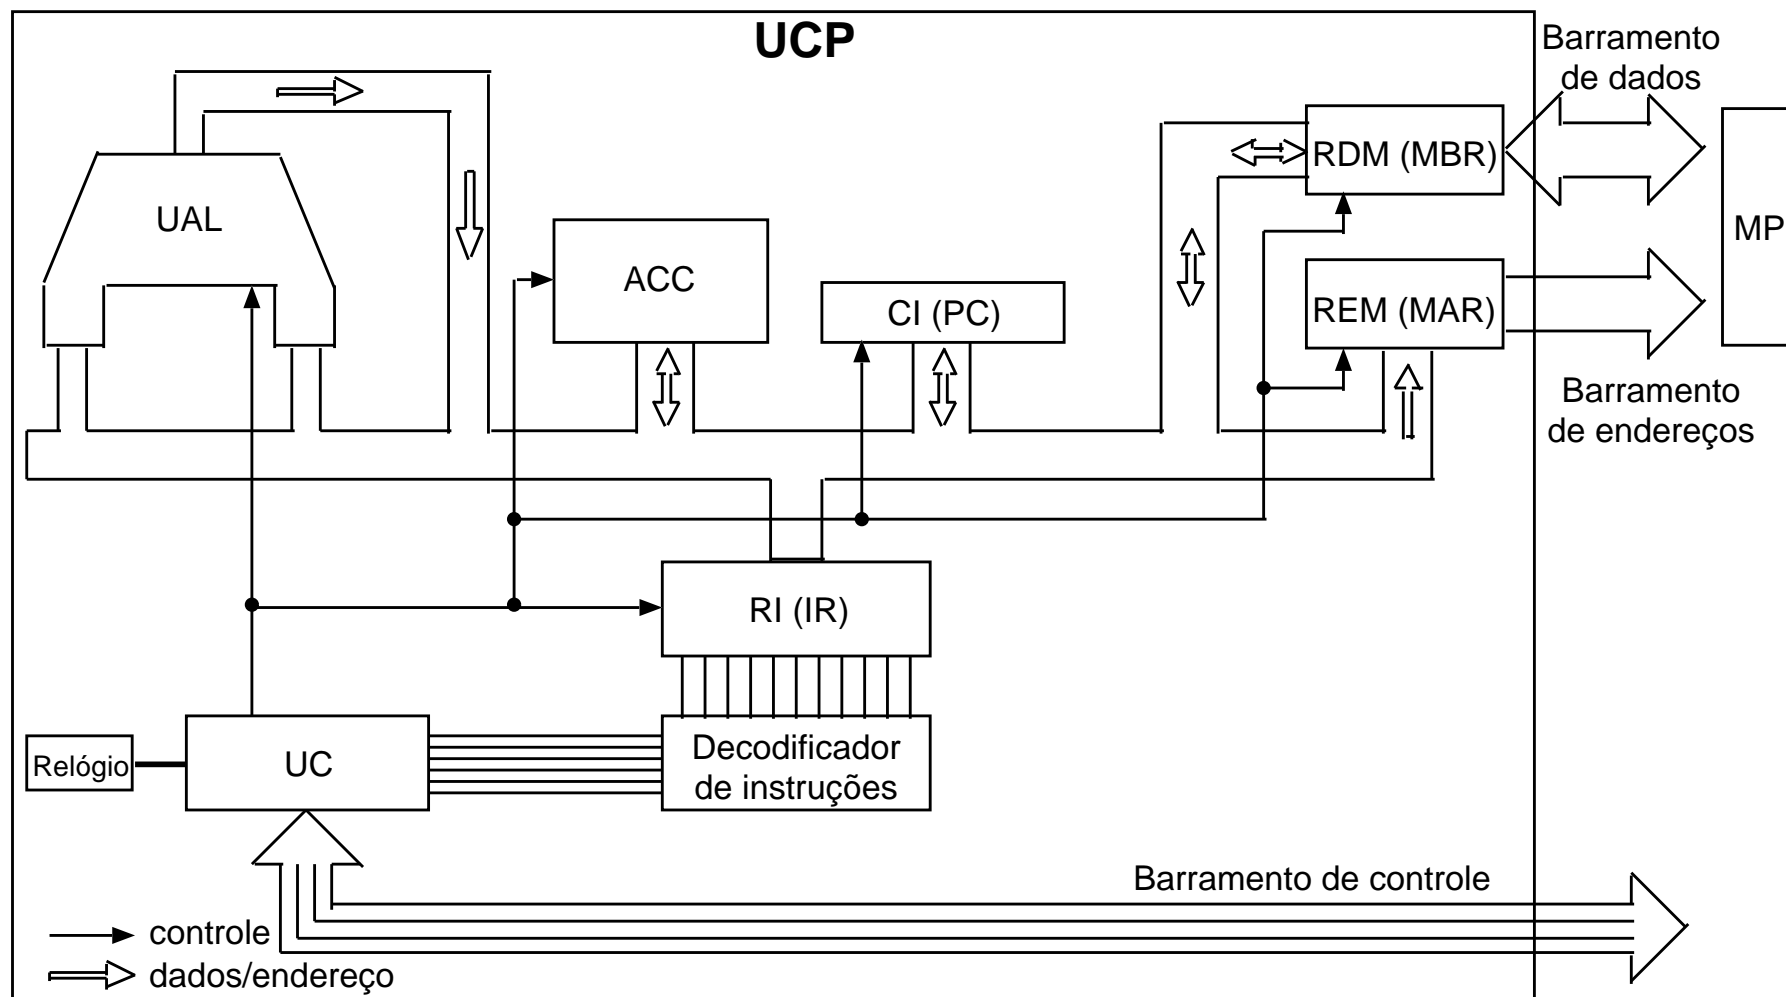 UCP
Barramento
de dados
RDM (MBR)
UAL
MP
ACC
CI (PC)
REM (MAR)
Barramento
de endereços
RI (IR)
Relógio
UC
Decodificador
de instruções
Barramento de controle
controle
dados/endereço